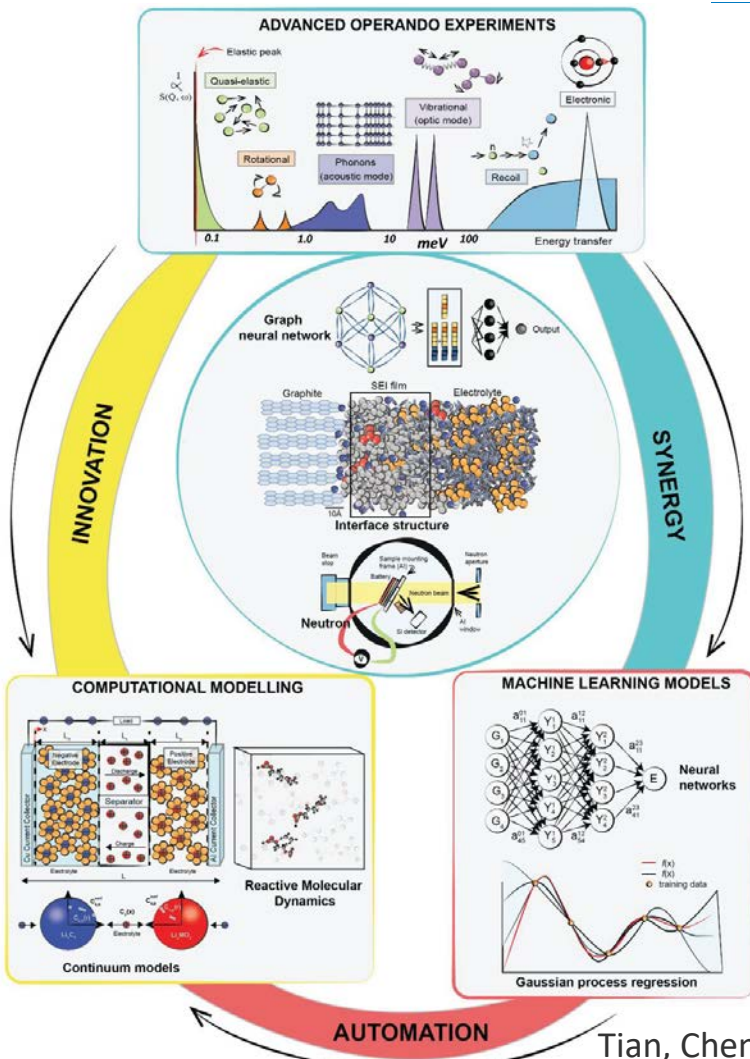 ADVANCED OPERANDO EXPERIMENTS
Elastic peak
1
S(Q, ω)
Quasi-elastic
Rotational
Phonons
(acoustic mode)
Vibrational
(optic mode)
n
Recoil
Electronic
0.1
1.0
10
meV
100
Energy transfer
INNOVATION
SYNERGY
AUTOMATION
Graph
neural network
Output
Graphite
SEI film
Electrolyte
10Å
Interface structure
Beam
stop
Sample mounting
frame (Al)
Battery
Neutron
aperture
Neutron beam
Si detector
Al
window
Neutron
V
COMPUTATIONAL MODELLING
Load
x
Negative
Electrode
Positive
Electrode
Discharge
Separator
Charge
Cu Current Collector
Al Current Collector
Electrolyte
Electrolyte
L
Electrolyte
Continuum models
Reactive Molecular
Dynamics
MACHINE LEARNING MODELS
E
Neural
networks
f(x)
f(x)
training data
Gaussian process regression
Tian, Cher